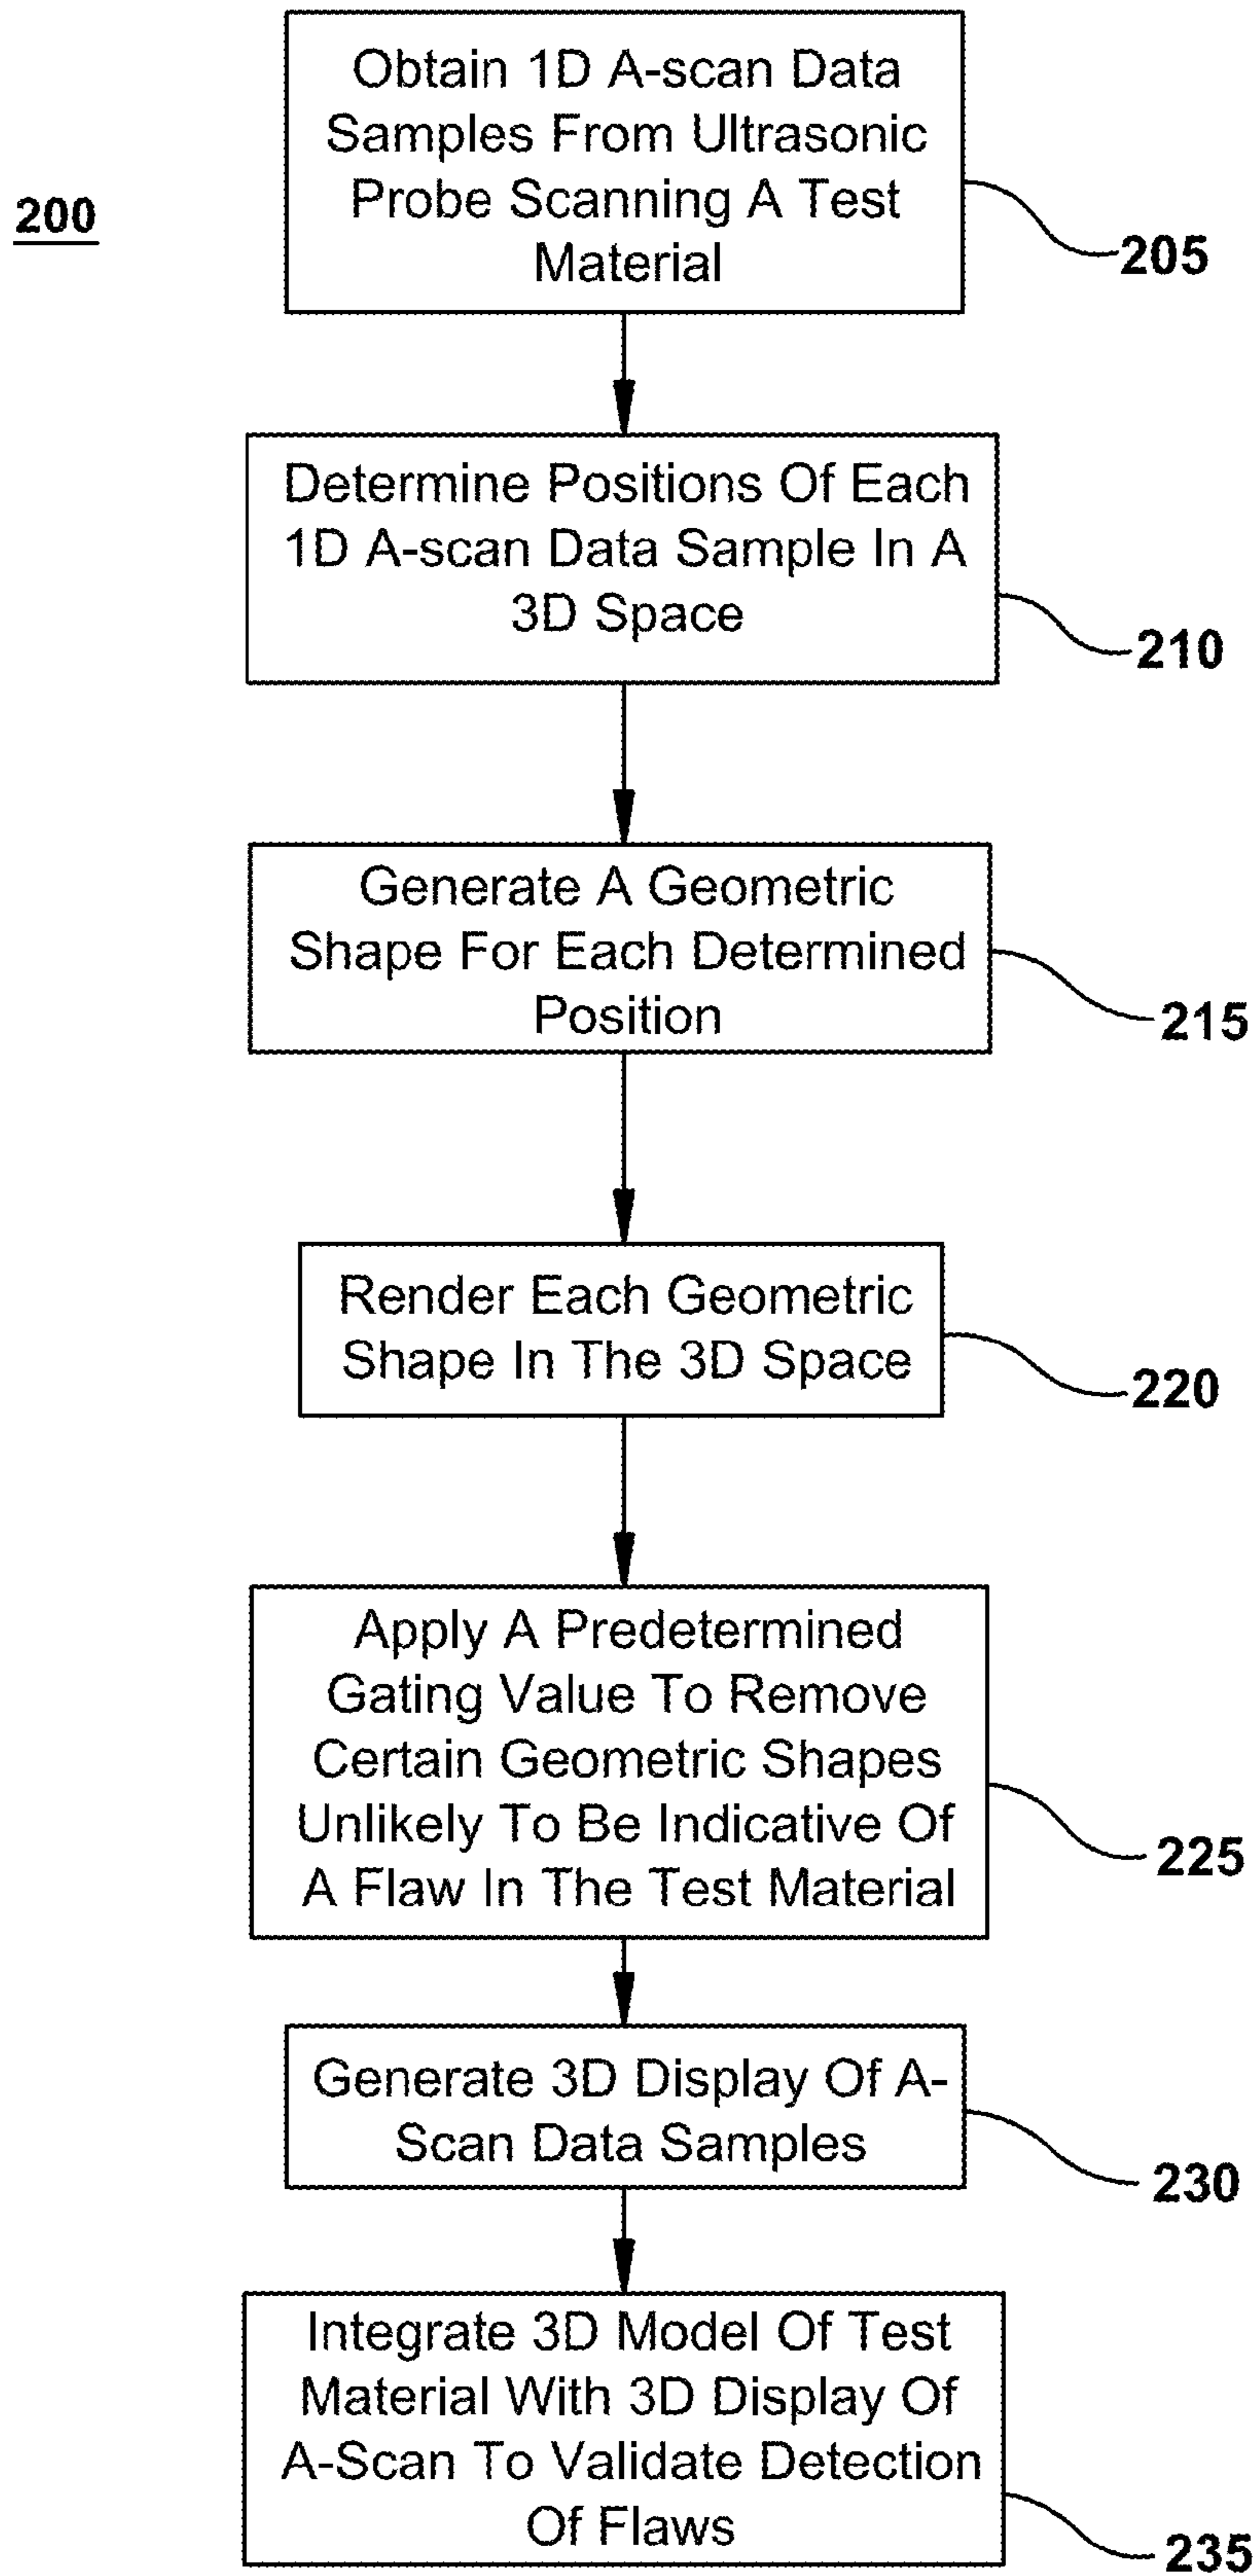 200
Obtain 1D A-scan Data
Samples From Ultrasonic
Probe Scanning A Test
Material
205
Determine Positions Of Each
1D A-scan Data Sample In A
3D Space
210
Generate A Geometric
Shape For Each Determined
Position
215
Render Each Geometric
Shape In The 3D Space
220
Apply A Predetermined
Gating Value To Remove
Certain Geometric Shapes
Unlikely To Be Indicative Of
A Flaw In The Test Material
225
Generate 3D Display Of A-
Scan Data Samples
230
Integrate 3D Model Of Test
Material With 3D Display Of
A-Scan To Validate Detection
Of Flaws
235